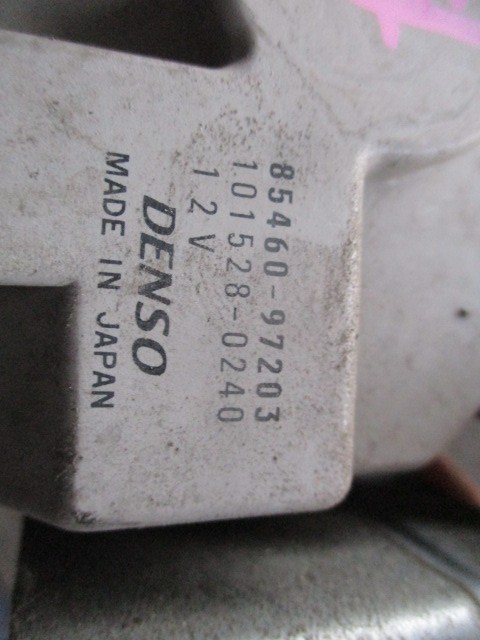 85460-97203
101528-0240
12V
DENSO
MADE IN JAPAN